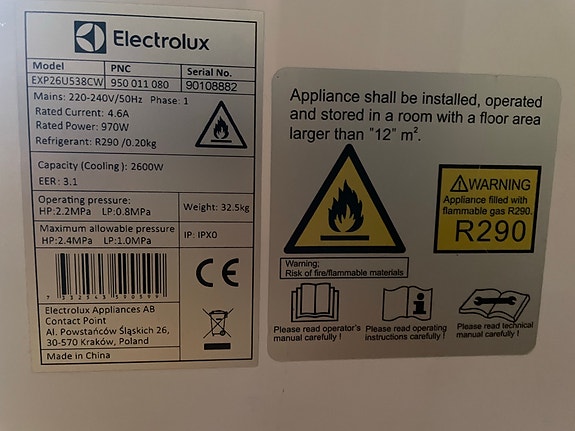 Electrolux
Model PNC Serial No.
EXP26U538CW 950 011 080 90108882
Mains: 220-240V/50Hz Phase: 1
Rated Current: 4.6A
Rated Power: 970W
Refrigerant: R290 /0.20kg
Capacity (Cooling): 2600W
EER: 3.1
Operating pressure:
HP:2.2MPa LP:0.8MPa
Weight: 32.5kg
Maximum allowable pressure
HP:2.4MPa LP:1.0MPa
IP: IPX0
CE
Electrolux Appliances AB
Contact Point
Al. Powstańców Śląskich 26,
30-570 Kraków, Poland
Made in China
Appliance shall be installed, operated
and stored in a room with a floor area
larger than "12" m².
Warning;
Risk of fire/flammable materials
WARNING
Appliance filled with
flammable gas R290.
R290
Please read operator's
manual carefully !
Please read operating
instructions carefully !
Please read technical
manual carefully !